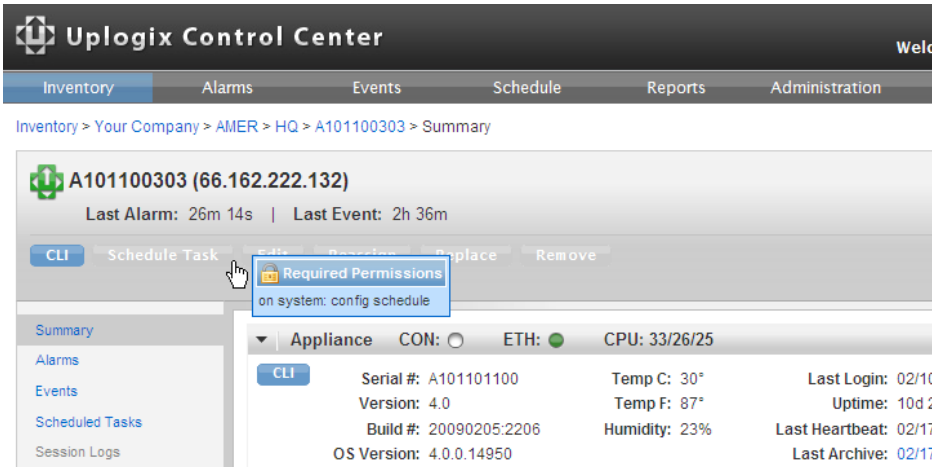 Uplogix Control Center
Inventory Alarms Events Schedule Reports Administration
Inventory > Your Company > AMER > HQ > A101100303 > Summary
A101100303 (66.162.222.132)
Last Alarm: 26m 14s | Last Event: 2h 36m
CLI Schedule Task Edit Reassign Replace Remove
Required Permissions
on system: config schedule
Summary
Alarms
Events
Scheduled Tasks
Session Logs
Appliance CON: ETH: CPU: 33/26/25
CLI
Serial #: A101101100 Temp C: 30° Last Login: 02/10
Version: 4.0 Temp F: 87° Uptime: 10d 2
Build #: 20090205:2206 Humidity: 23% Last Heartbeat: 02/17
OS Version: 4.0.0.14950 Last Archive: 02/17